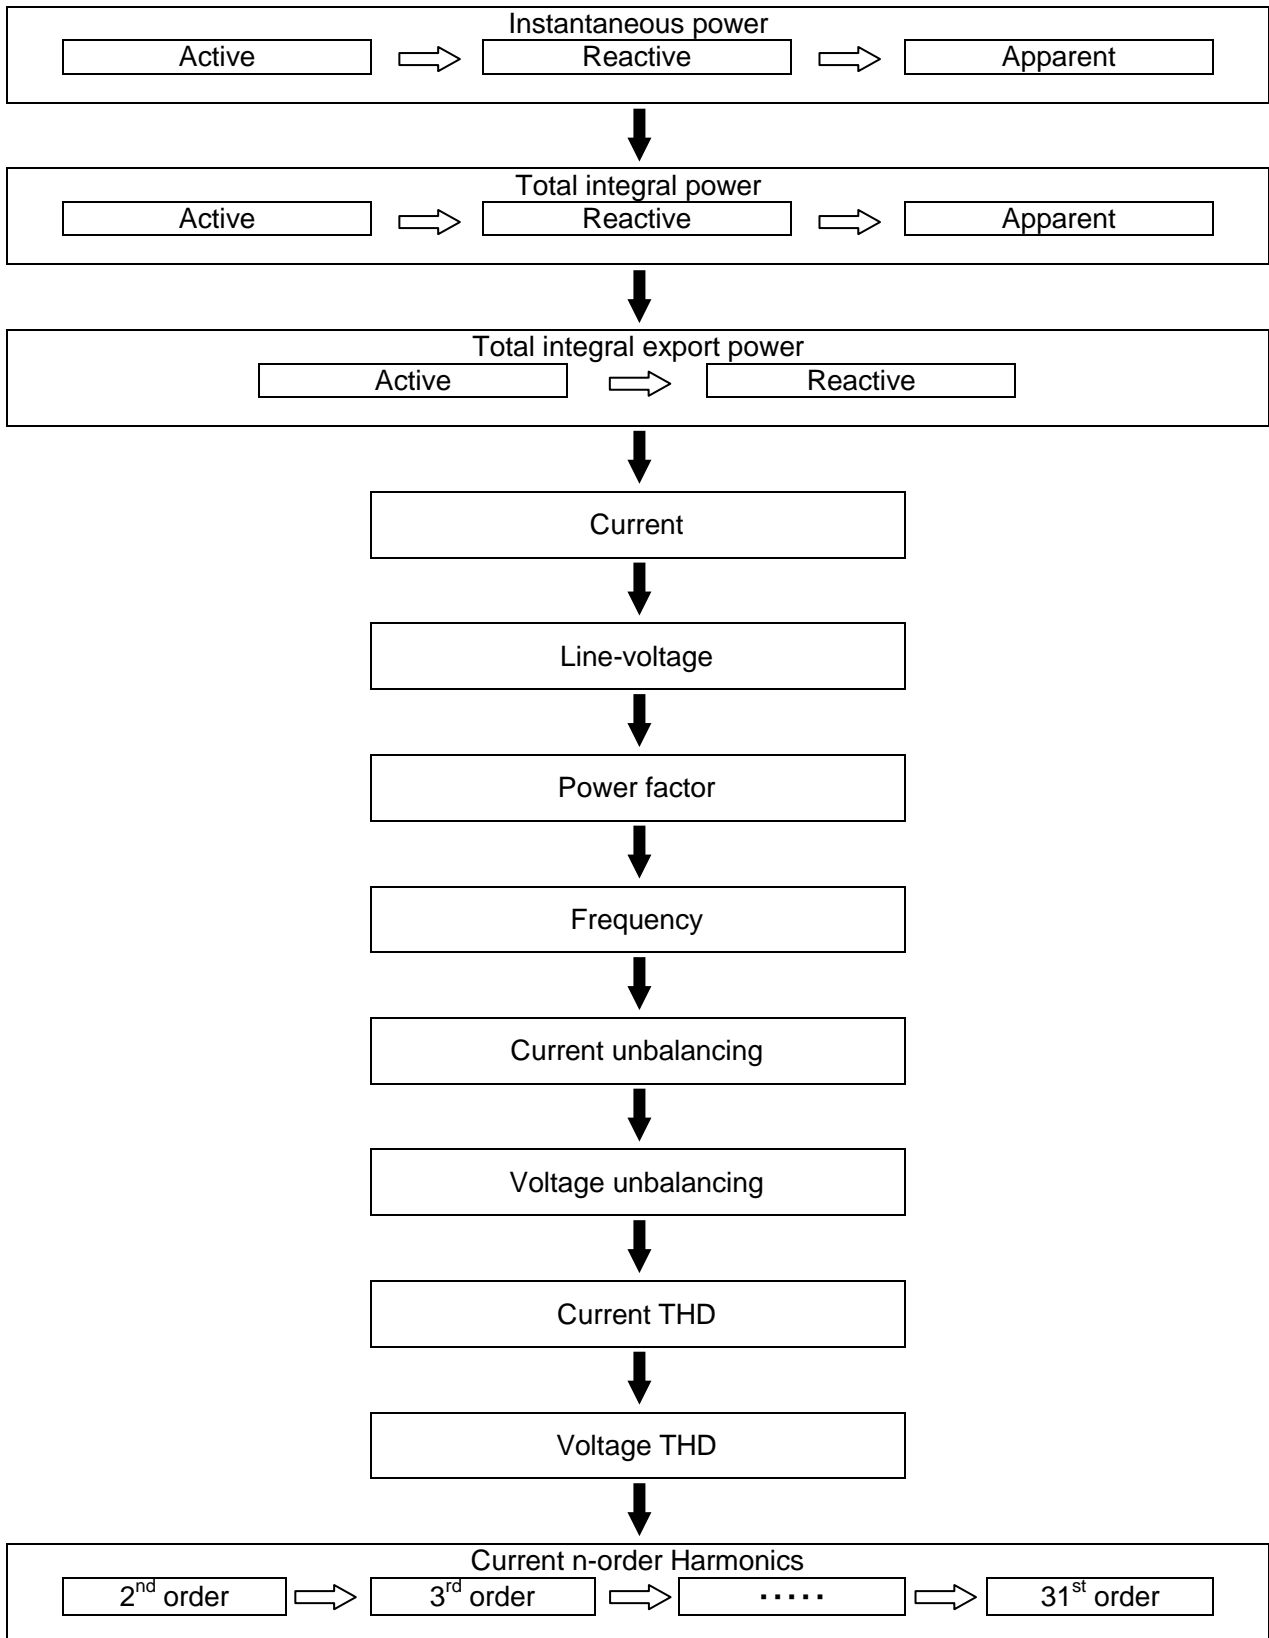 Instantaneous power
Active Reactive Apparent
Total integral power
Active Reactive Apparent
Total integral export power
Active Reactive
Current
Line-voltage
Power factor
Frequency
Current unbalancing
Voltage unbalancing
Current THD
Voltage THD
Current n-order Harmonics
2nd order 3rd order ..... 31st order